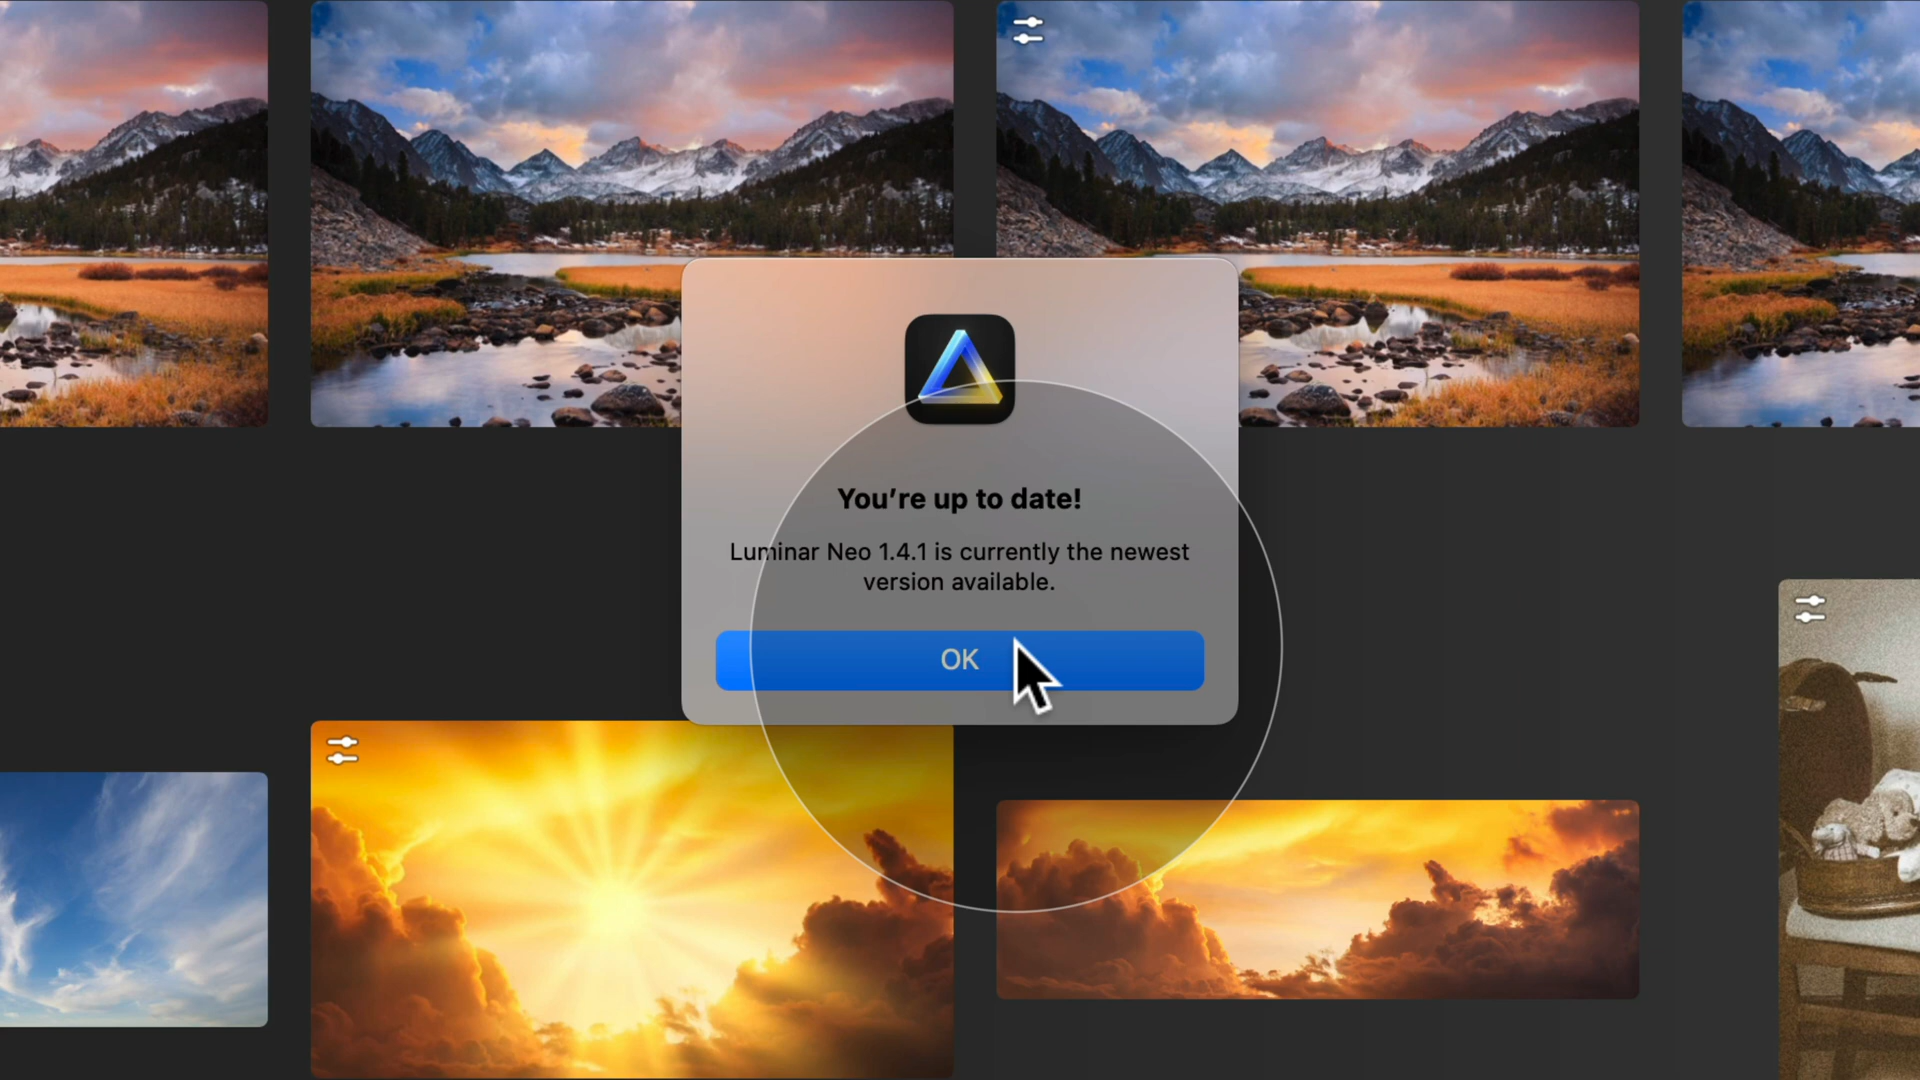 You’re up to date!
Luminar Neo 1.4.1 is currently the newest
version available.
OK